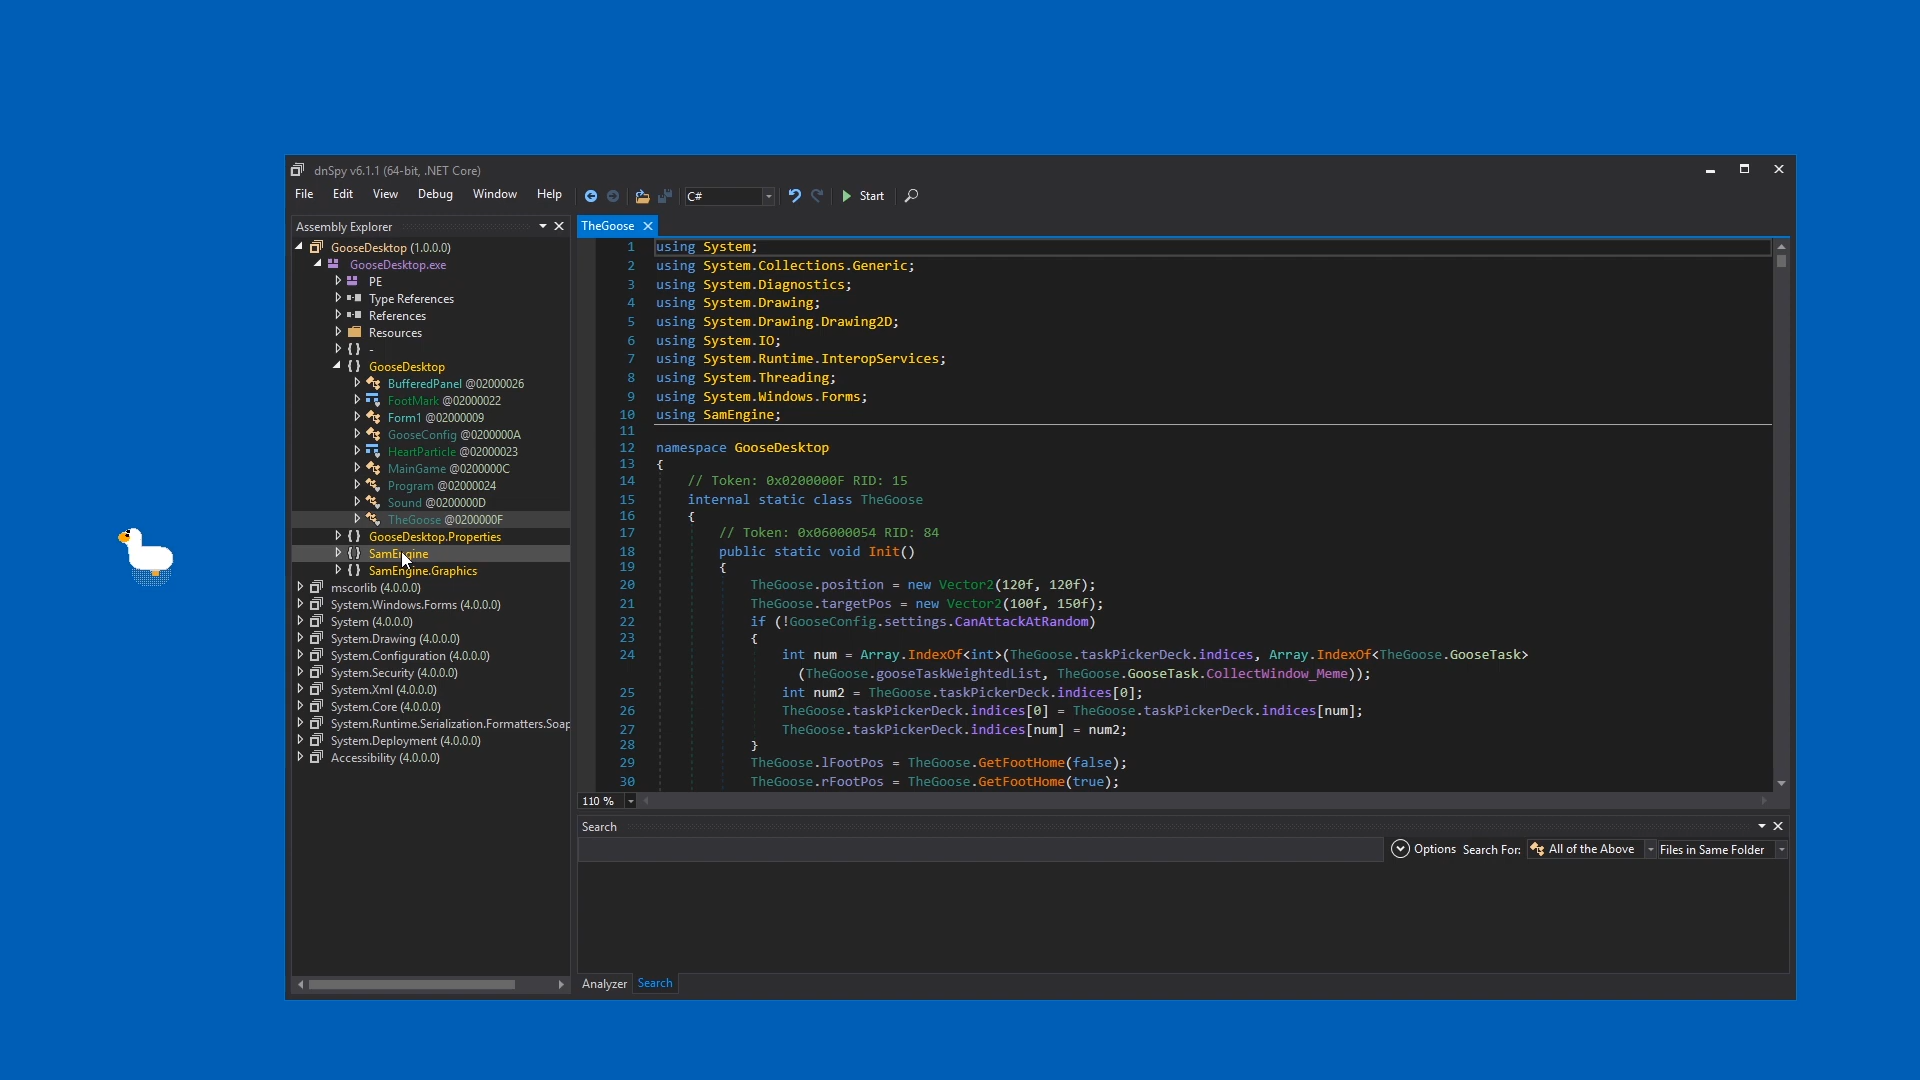 dnSpy v6.1.1 (64-bit, .NET Core)
File Edit View Debug Window Help C# Start
Assembly Explorer
GooseDesktop (1.0.0.0)
GooseDesktop.exe
PE
Type References
References
Resources
{ } -
{ } GooseDesktop
BufferedPanel @02000026
FootMark @02000022
Form1 @02000009
GooseConfig @0200000A
HeartParticle @02000023
MainGame @0200000C
Program @02000024
Sound @0200000D
TheGoose @0200000F
{ } GooseDesktop.Properties
{ } SamEngine
{ } SamEngine.Graphics
mscorlib (4.0.0.0)
System.Windows.Forms (4.0.0.0)
System (4.0.0.0)
System.Drawing (4.0.0.0)
System.Configuration (4.0.0.0)
System.Security (4.0.0.0)
System.Xml (4.0.0.0)
System.Core (4.0.0.0)
System.Runtime.Serialization.Formatters.Soap
System.Deployment (4.0.0.0)
Accessibility (4.0.0.0)
TheGoose
1 using System;
2 using System.Collections.Generic;
3 using System.Diagnostics;
4 using System.Drawing;
5 using System.Drawing.Drawing2D;
6 using System.IO;
7 using System.Runtime.InteropServices;
8 using System.Threading;
9 using System.Windows.Forms;
10 using SamEngine;
11
12 namespace GooseDesktop
13 {
14 // Token: 0x0200000F RID: 15
15 internal static class TheGoose
16 {
17 // Token: 0x06000054 RID: 84
18 public static void Init()
19 {
20 TheGoose.position = new Vector2(120f, 120f);
21 TheGoose.targetPos = new Vector2(100f, 150f);
22 if (!GooseConfig.settings.CanAttackAtRandom)
23 {
24 int num = Array.IndexOf<int>(TheGoose.taskPickerDeck.indices, Array.IndexOf<TheGoose.GooseTask>
(TheGoose.gooseTaskWeightedList, TheGoose.GooseTask.CollectWindow_Meme));
25 int num2 = TheGoose.taskPickerDeck.indices[0];
26 TheGoose.taskPickerDeck.indices[0] = TheGoose.taskPickerDeck.indices[num];
27 TheGoose.taskPickerDeck.indices[num] = num2;
28 }
29 TheGoose.lFootPos = TheGoose.GetFootHome(false);
30 TheGoose.rFootPos = TheGoose.GetFootHome(true);
110 %
Search
Options Search For: All of the Above Files in Same Folder
Analyzer Search